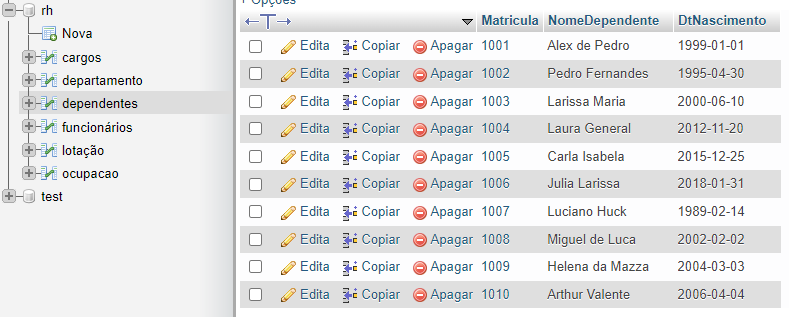 rh
Nova
cargos
departamento
dependentes
funcionários
lotação
ocupacao
test
Opções
Matricula NomeDependente DtNascimento
Edita Copiar Apagar 1001 Alex de Pedro 1999-01-01
Edita Copiar Apagar 1002 Pedro Fernandes 1995-04-30
Edita Copiar Apagar 1003 Larissa Maria 2000-06-10
Edita Copiar Apagar 1004 Laura General 2012-11-20
Edita Copiar Apagar 1005 Carla Isabela 2015-12-25
Edita Copiar Apagar 1006 Julia Larissa 2018-01-31
Edita Copiar Apagar 1007 Luciano Huck 1989-02-14
Edita Copiar Apagar 1008 Miguel de Luca 2002-02-02
Edita Copiar Apagar 1009 Helena da Mazza 2004-03-03
Edita Copiar Apagar 1010 Arthur Valente 2006-04-04